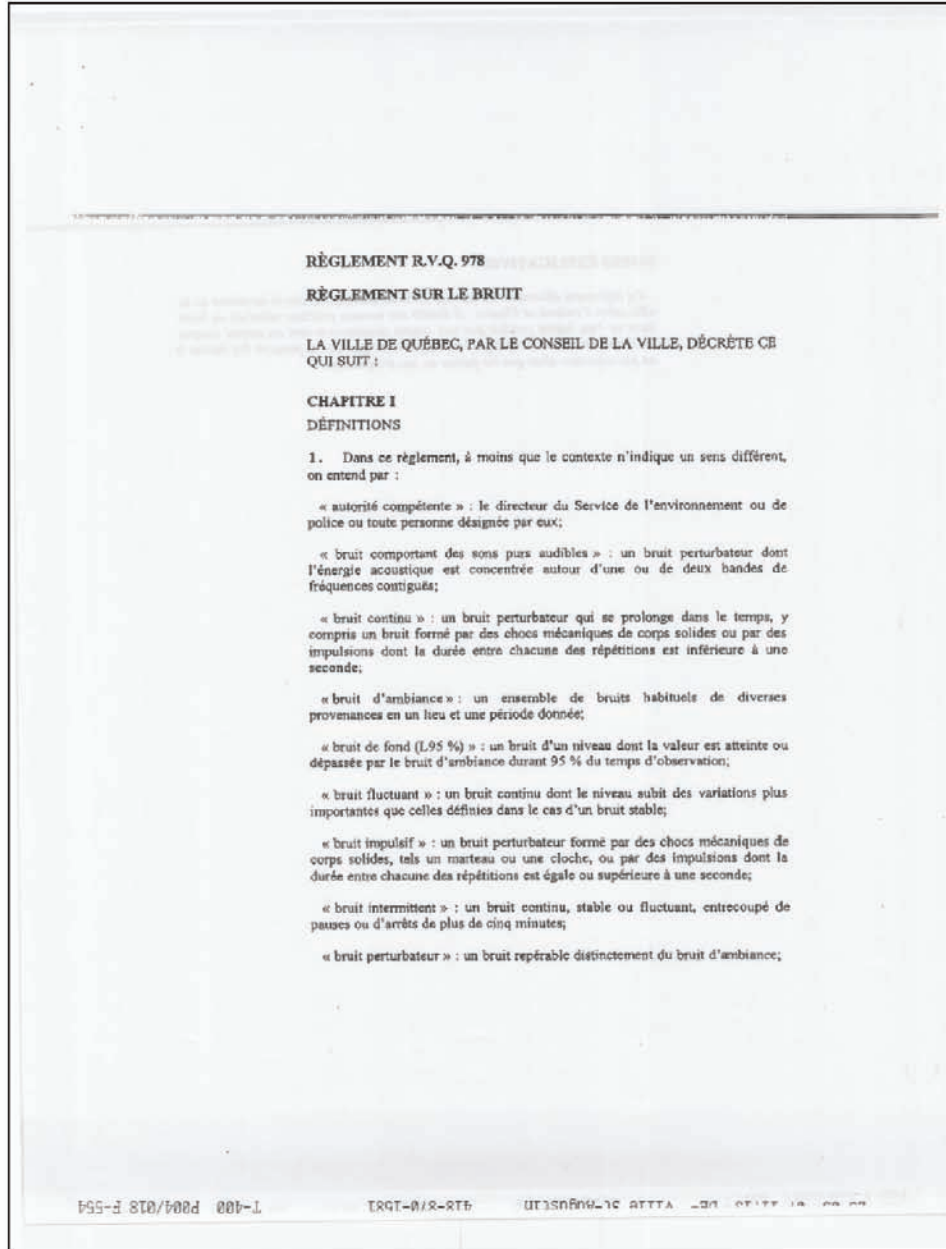 RÈGLEMENT R.V.Q. 978
RÈGLEMENT SUR LE BRUIT
LA VILLE DE QUÉBEC, PAR LE CONSEIL DE LA VILLE, DÉCRÈTE CE
QUI SUIT :
CHAPITRE I
DÉFINITIONS
1. Dans ce règlement, à moins que le contexte n'indique un sens différent,
on entend par :
« autorité compétente » : le directeur du Service de l'environnement ou de
police ou toute personne désignée par eux;
« bruit comportant des sons purs audibles » : un bruit perturbateur dont
l'énergie acoustique est concentrée autour d'une ou de deux bandes de
fréquences contiguës;
« bruit continu » : un bruit perturbateur qui se prolonge dans le temps, y
compris un bruit formé par des chocs mécaniques de corps solides ou par des
impulsions dont la durée entre chacune des répétitions est inférieure à une
seconde;
« bruit d'ambiance » : un ensemble de bruits habituels de diverses
provenances en un lieu et une période donnée;
« bruit de fond (L95 %) » : un bruit d'un niveau dont la valeur est atteinte ou
dépassée par le bruit d'ambiance durant 95 % du temps d'observation;
« bruit fluctuant » : un bruit continu dont le niveau subit des variations plus
importantes que celles définies dans le cas d'un bruit stable;
« bruit impulsif » : un bruit perturbateur formé par des chocs mécaniques de
corps solides, tels un marteau ou une cloche, ou par des impulsions dont la
durée entre chacune des répétitions est égale ou supérieure à une seconde;
« bruit intermittent » : un bruit continu, stable ou fluctuant, entrecoupé de
pauses ou d'arrêts de plus de cinq minutes;
« bruit perturbateur » : un bruit repérable distinctement du bruit d'ambiance;
T-400 P004/018 F-554